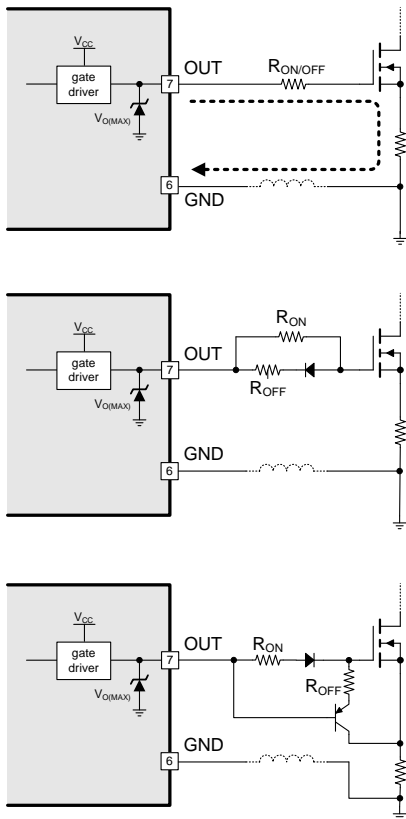 V_CC
gate
driver
V_O(MAX)
7
OUT
R_ON/OFF
6
GND
V_CC
gate
driver
V_O(MAX)
7
OUT
R_ON
R_OFF
6
GND
V_CC
gate
driver
V_O(MAX)
7
OUT
R_ON
R_OFF
6
GND